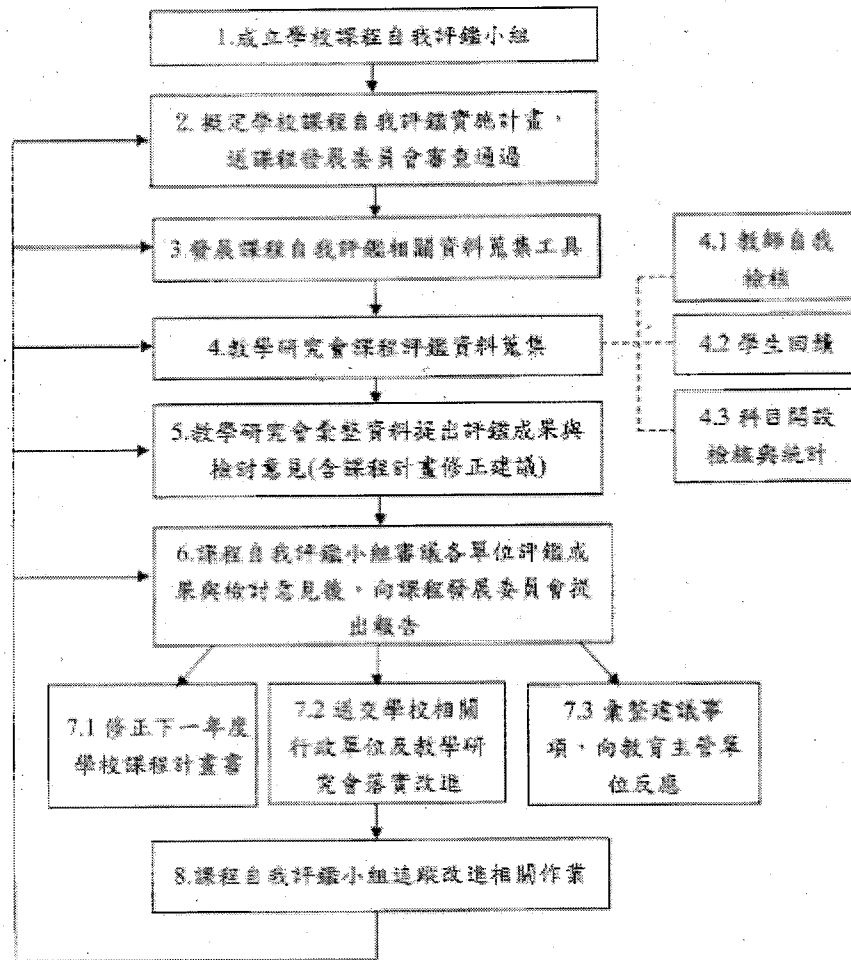 1.成立學校課程自我評鑑小組
2. 擬定學校課程自我評鑑實施計畫，
送課程發展委員會審查通過
3.發展課程自我評鑑相關資料蒐集工具
4.教學研究會課程評鑑資料蒐集
4.1 教師自我
檢核
4.2 學生回饋
4.3 科目開設
檢核與統計
5.教學研究會彙整資料提出評鑑成果與
檢討意見(含課程計畫修正建議)
6.課程自我評鑑小組審議各單位評鑑成
果與檢討意見後，向課程發展委員會提
出報告
7.1 修正下一年度
學校課程計畫書
7.2 送交學校相關
行政單位及教學研
究會落實改進
7.3 彙整建議事
項，向教育主管單
位反應
8.課程自我評鑑小組追蹤改進相關作業